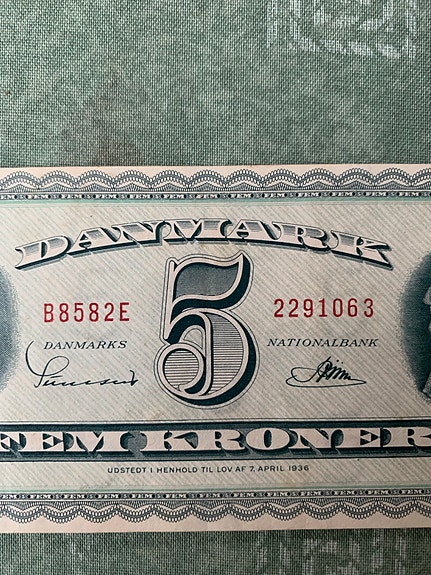 DANMARK
5
B8582E 2291063
DANMARKS NATIONALBANK
FEM KRONER
UDSTEDT I HENHOLD TIL LOV AF 7. APRIL 1936